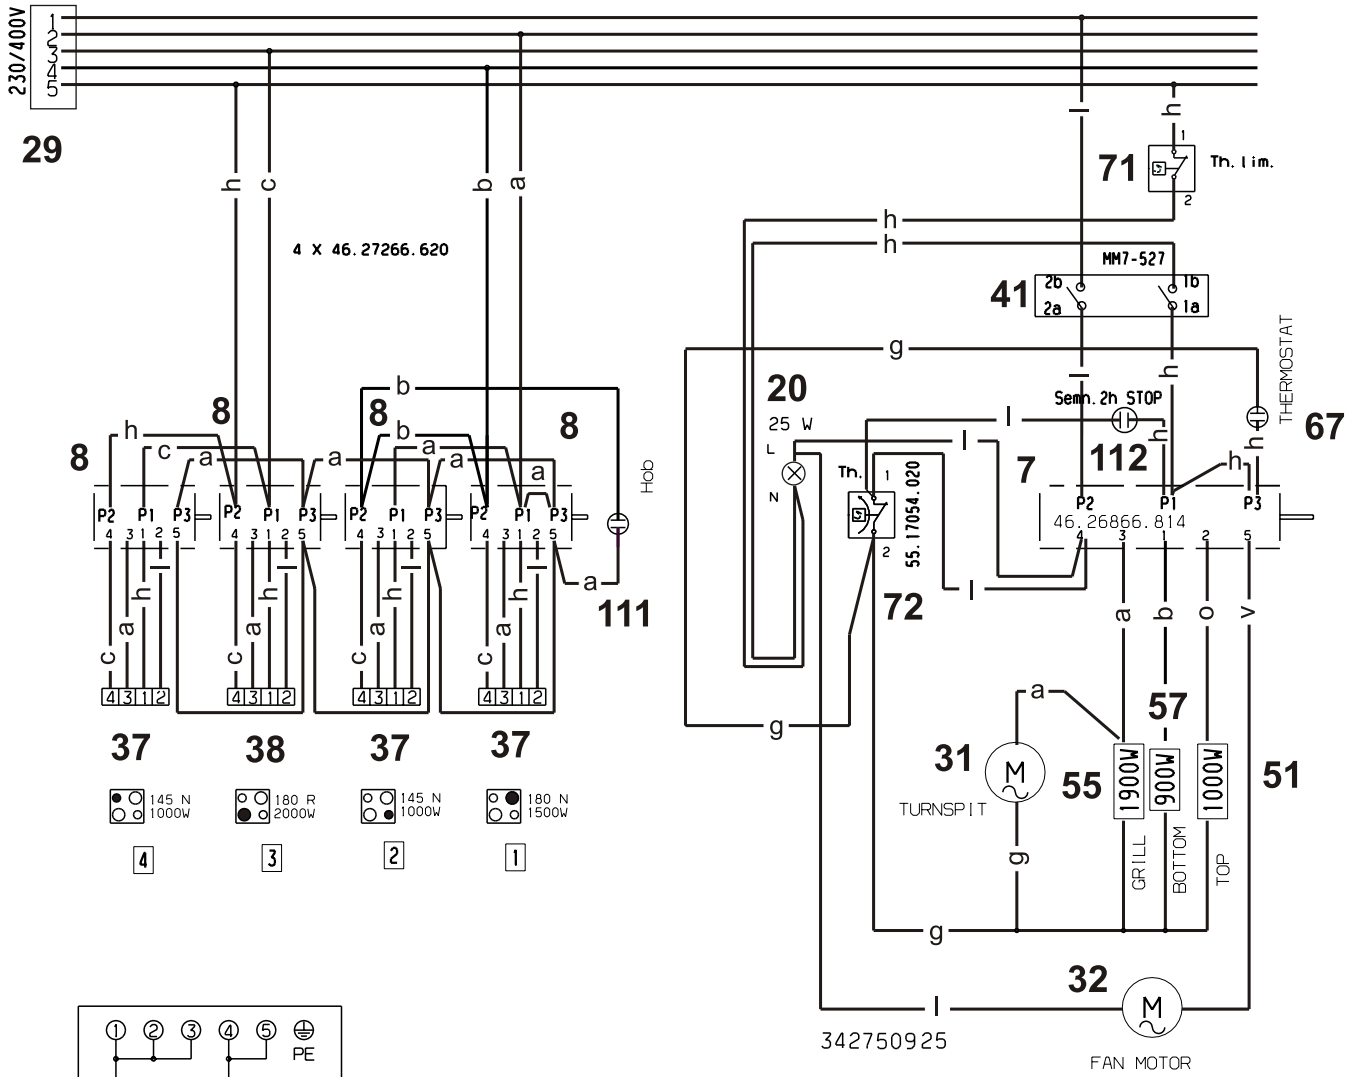 230/400V
1
2
3
4
5
29
h
c
b
a
l
h
1
71
Th. lim.
2
4 X 46.27266.620
h
h
MM7-527
41
2b
1b
2a
1a
g
l
h
THERMOSTAT
20
25 W
L
N
Semh. 2h STOP
l
l
112
h
h
h
67
7
b
8
h
c
a
8
a
8
b
a
a
a
8
Hob
P2 P1 P3
4 3 1 2 5
P2 P1 P3
4 3 1 2 5
P2 P1 P3
4 3 1 2 5
P2 P1 P3
4 3 1 2 5
a
111
Th.
1
2
55.17054.020
72
P2 P1 P3
46.26866.814
4 3 1 2 5
l
a b o v
c a h l
c a h l
c a h l
c a h l
4 3 1 2
4 3 1 2
4 3 1 2
4 3 1 2
37
38
37
37
g
a
31
M
TURNSPIT
g
55
1900W
GRILL
57
900W
BOTTOM
1000W
TOP
51
145 N
1000W
180 R
2000W
145 N
1000W
180 N
1500W
4
3
2
1
g
32
l
M
342750925
FAN MOTOR
1 2 3 4 5
PE